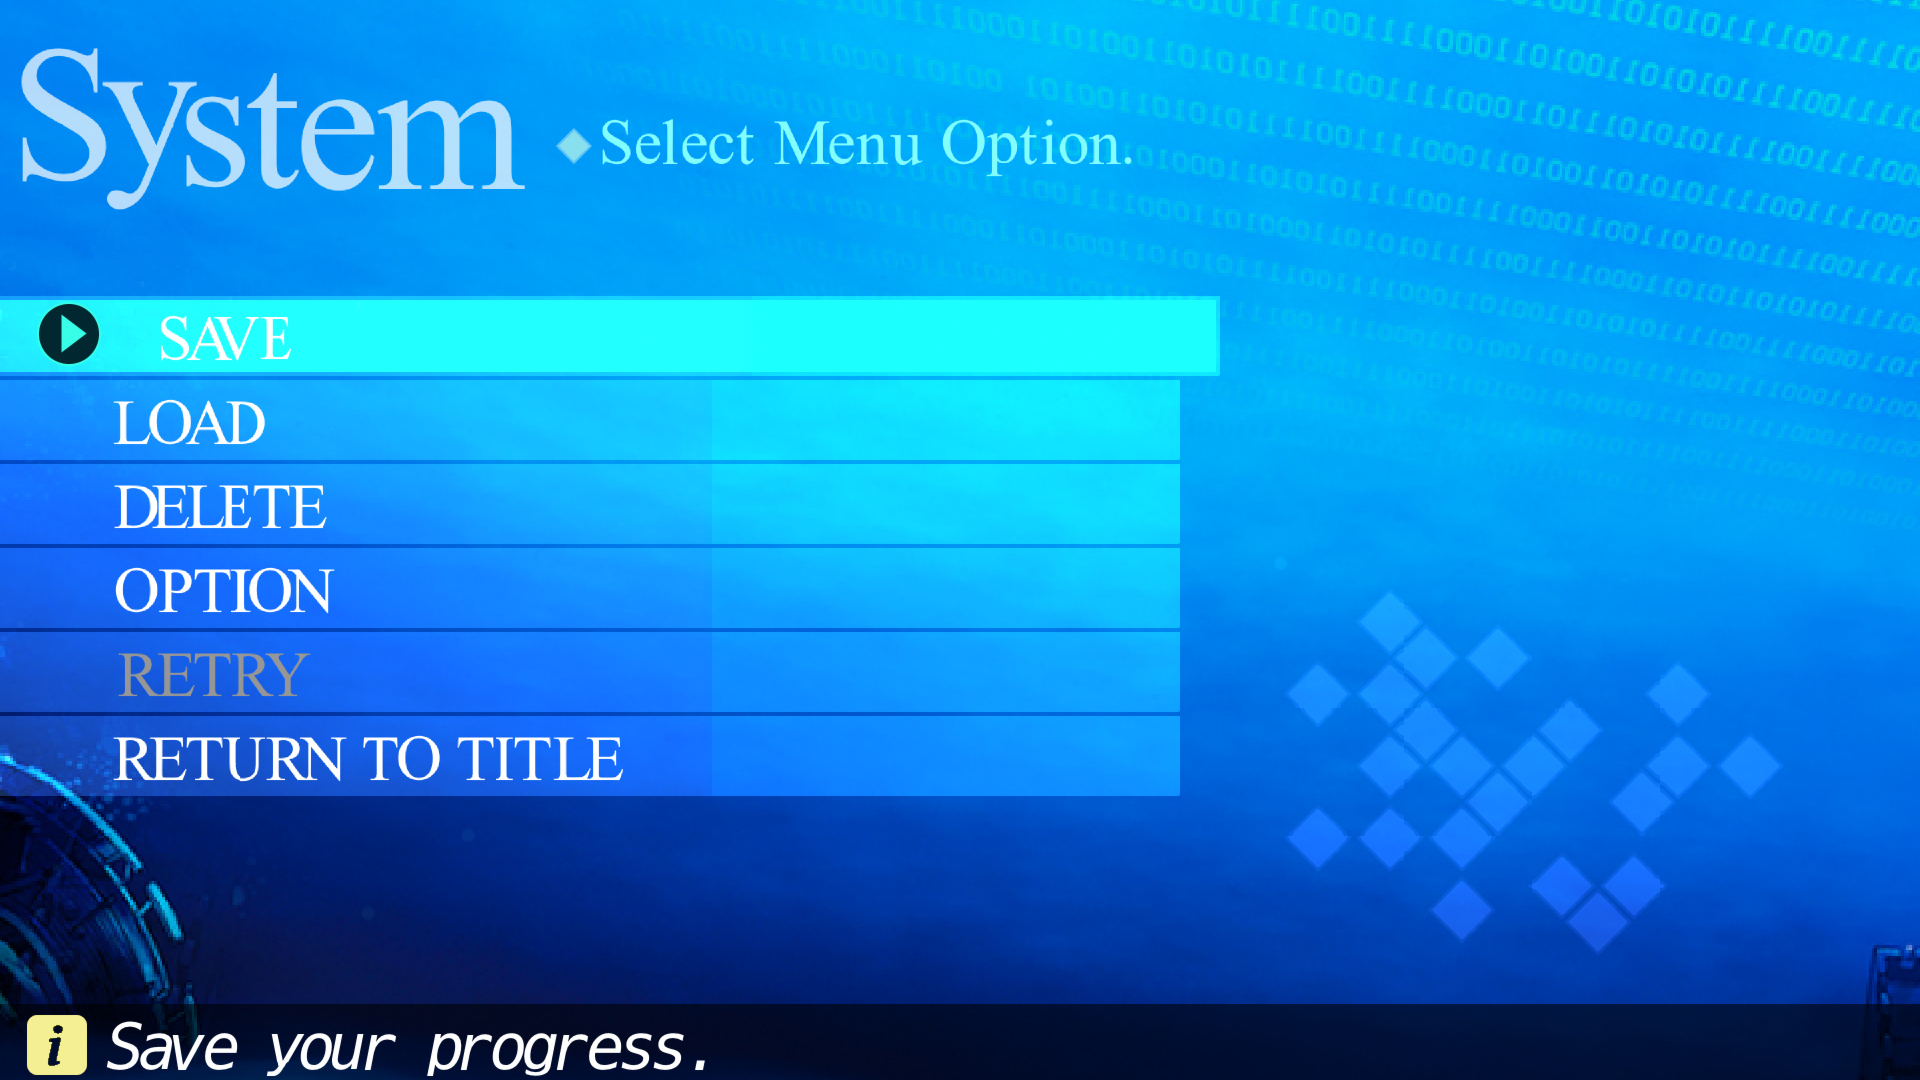 System
Select Menu Option.
SAVE
LOAD
DELETE
OPTION
RETRY
RETURN TO TITLE
i Save your progress.